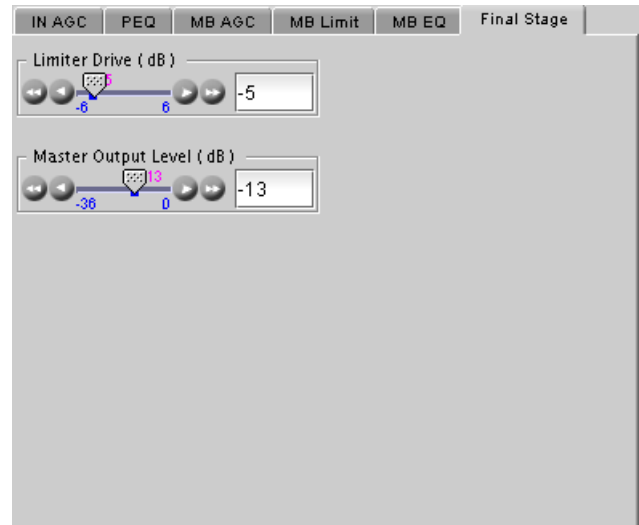 IN AGC PEQ MB AGC MB Limit MB EQ Final Stage
Limiter Drive ( dB )
5
-6 6
-5
Master Output Level ( dB )
13
-36 0
-13